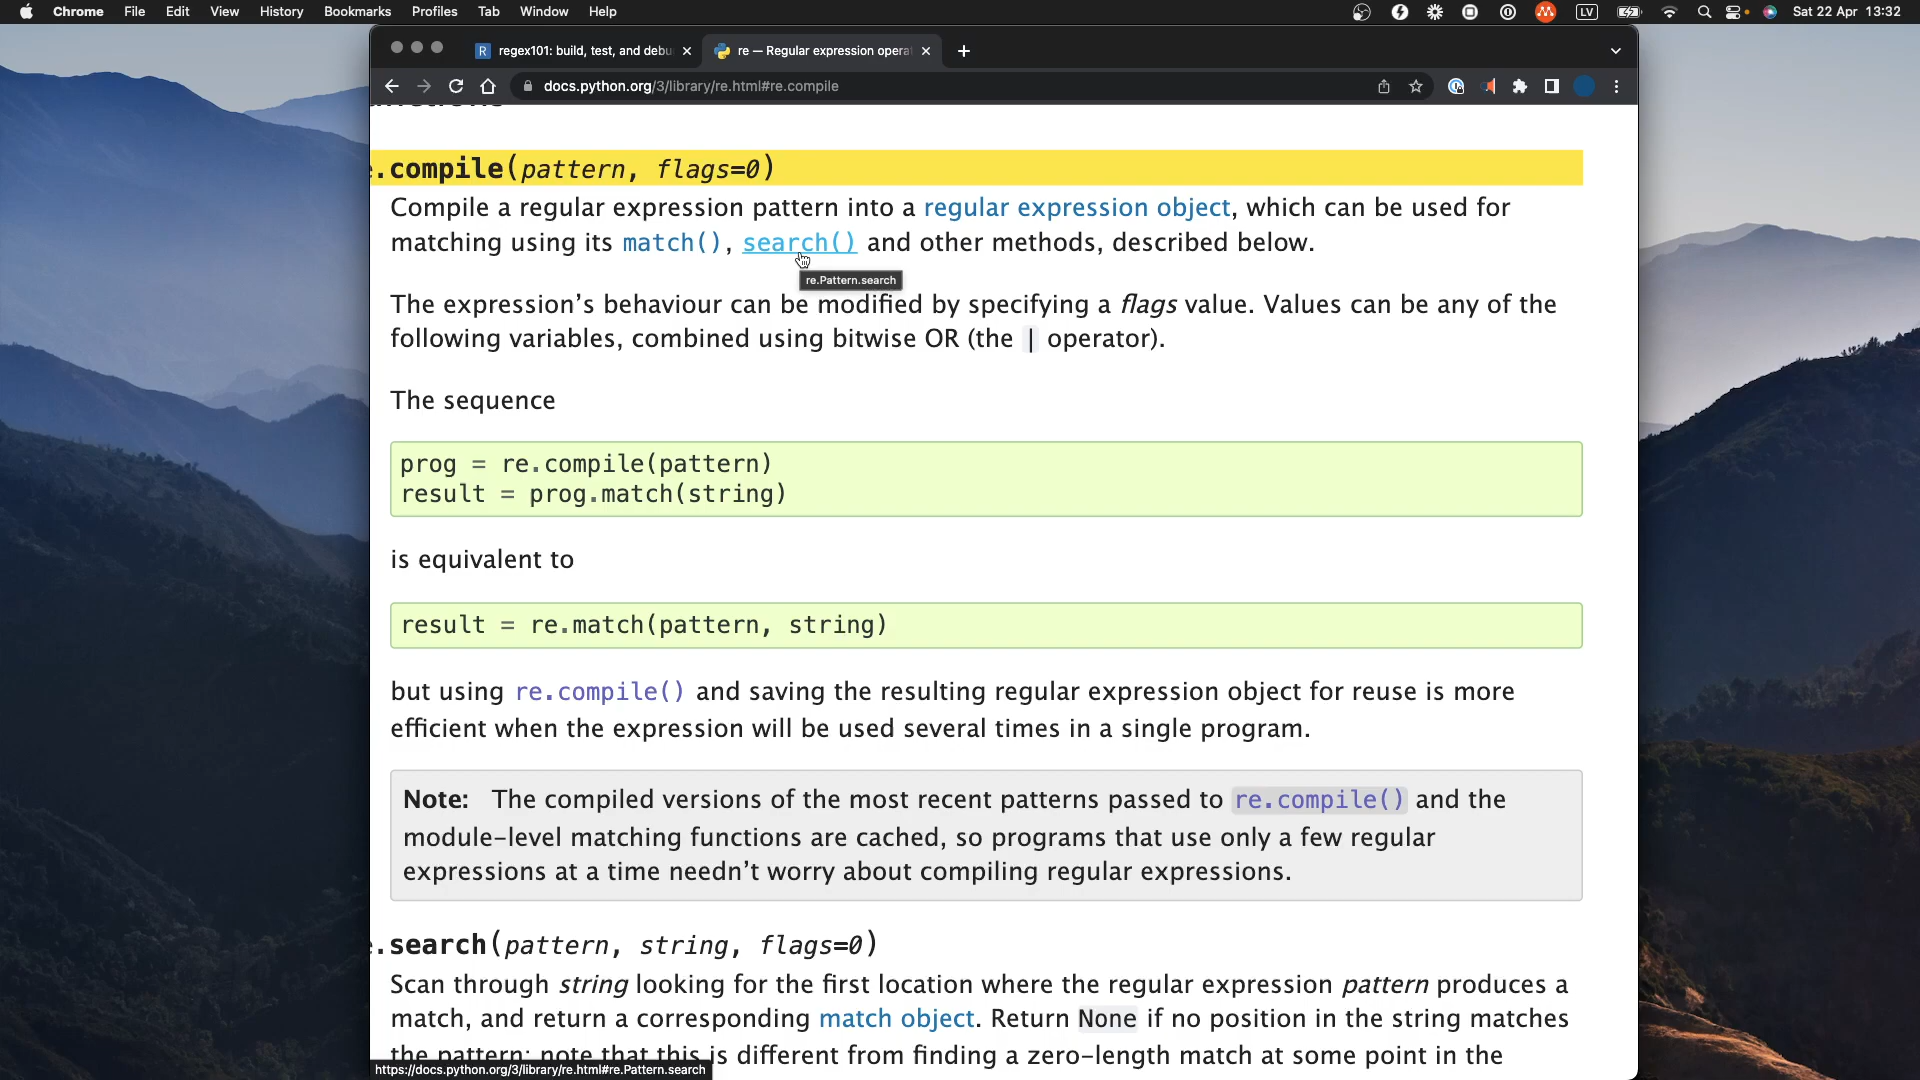 Chrome File Edit View History Bookmarks Profiles Tab Window Help LV Sat 22 Apr 13:32
regex101: build, test, and debu re — Regular expression opera
docs.python.org/3/library/re.html#re.compile
.compile(pattern, flags=0)
Compile a regular expression pattern into a regular expression object, which can be used for
matching using its match(), search() and other methods, described below.
re.Pattern.search
The expression’s behaviour can be modified by specifying a flags value. Values can be any of the
following variables, combined using bitwise OR (the | operator).
The sequence
prog = re.compile(pattern)
result = prog.match(string)
is equivalent to
result = re.match(pattern, string)
but using re.compile() and saving the resulting regular expression object for reuse is more
efficient when the expression will be used several times in a single program.
Note: The compiled versions of the most recent patterns passed to re.compile() and the
module-level matching functions are cached, so programs that use only a few regular
expressions at a time needn’t worry about compiling regular expressions.
.search(pattern, string, flags=0)
Scan through string looking for the first location where the regular expression pattern produces a
match, and return a corresponding match object. Return None if no position in the string matches
the pattern; note that this is different from finding a zero-length match at some point in the
https://docs.python.org/3/library/re.html#re.Pattern.search